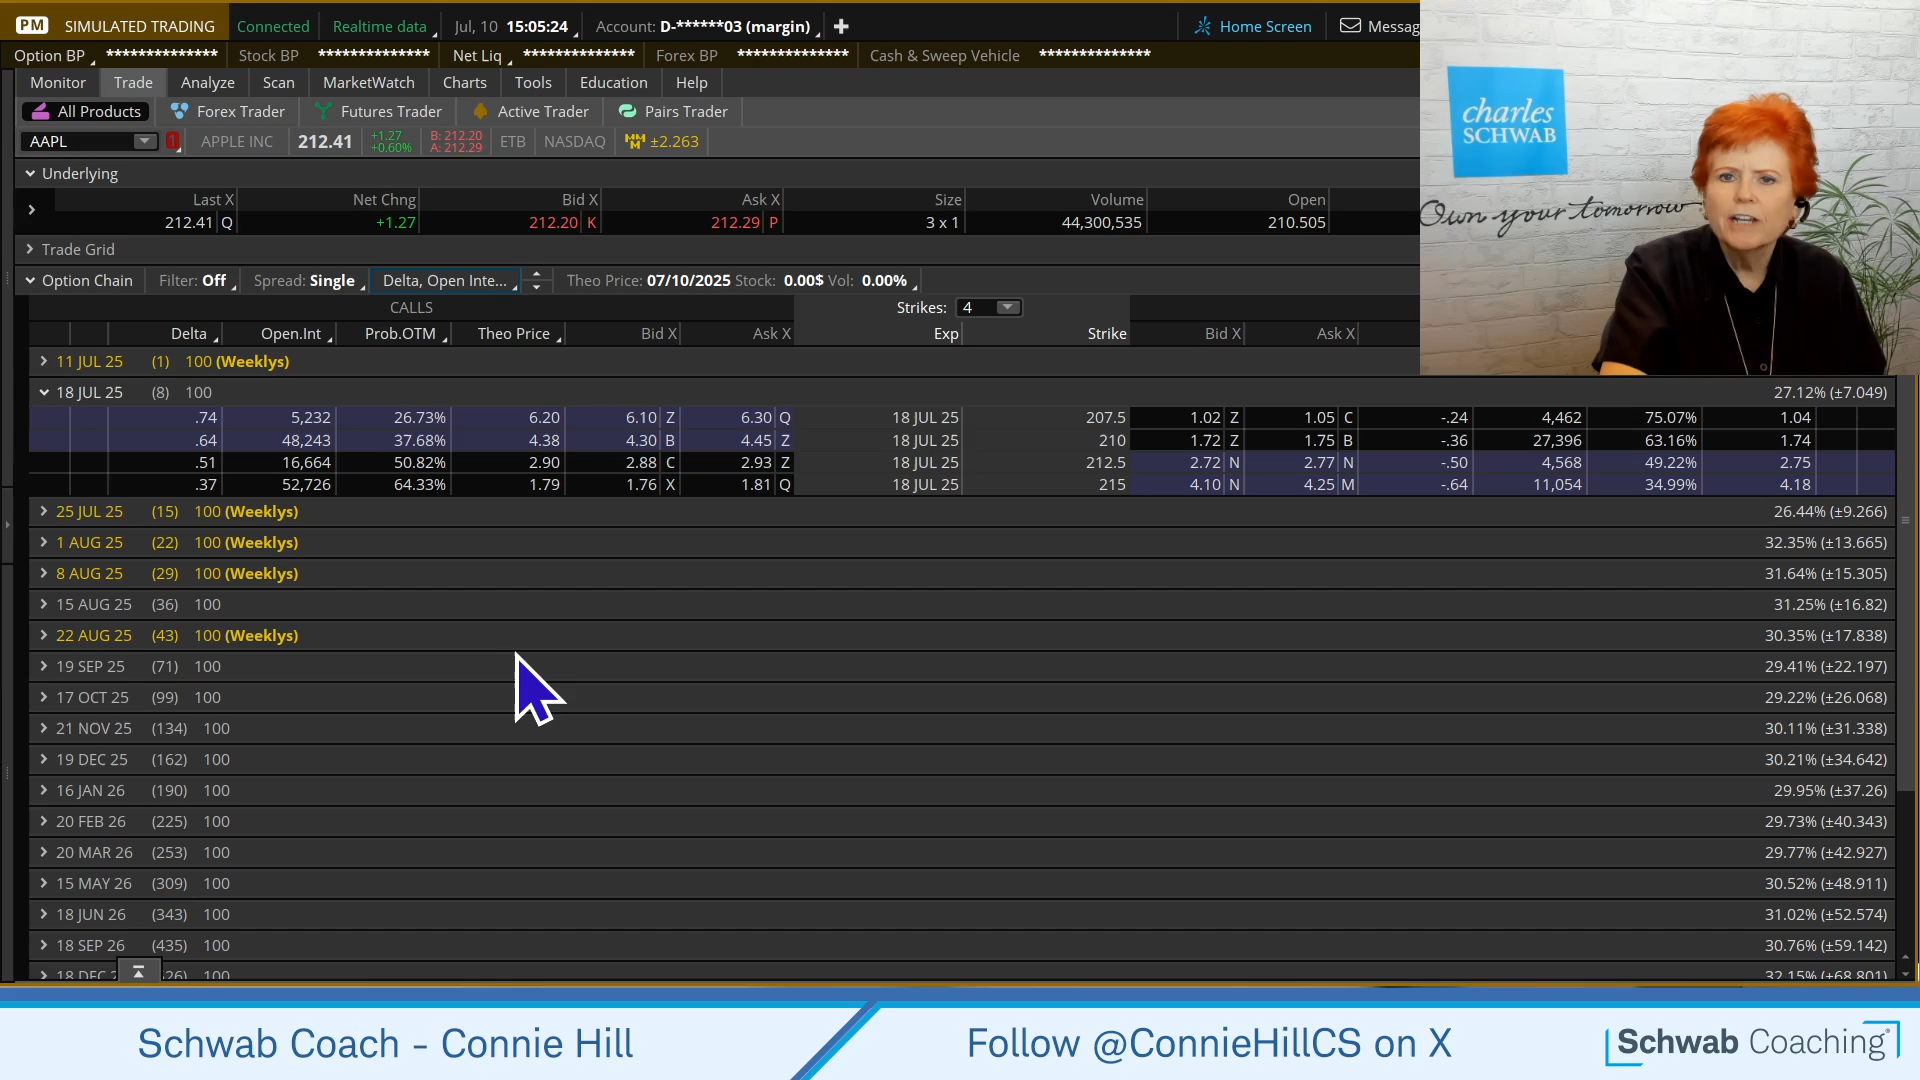 PM SIMULATED TRADING Connected Realtime data Jul, 10 15:05:24 Account: D-******03 (margin) Home Screen Messag
Option BP ************** Stock BP ************** Net Liq ************** Forex BP ************** Cash & Sweep Vehicle **************
Monitor Trade Analyze Scan MarketWatch Charts Tools Education Help
All Products Forex Trader Futures Trader Active Trader Pairs Trader
AAPL 1 APPLE INC 212.41 +1.27 +0.60% B: 212.20 A: 212.29 ETB NASDAQ ±2.263
charles SCHWAB
Own your tomorrow
Underlying
Last X Net Chng Bid X Ask X Size Volume Open
212.41 Q +1.27 212.20 K 212.29 P 3 x 1 44,300,535 210.505
Trade Grid
Option Chain Filter: Off Spread: Single Delta, Open Inte... Theo Price: 07/10/2025 Stock: 0.00$ Vol: 0.00%
CALLS Strikes: 4
Delta Open.Int Prob.OTM Theo Price Bid X Ask X Exp Strike Bid X Ask X
11 JUL 25 (1) 100 (Weeklys)
18 JUL 25 (8) 100 27.12% (±7.049)
.74 5,232 26.73% 6.20 6.10 Z 6.30 Q 18 JUL 25 207.5 1.02 Z 1.05 C -.24 4,462 75.07% 1.04
.64 48,243 37.68% 4.38 4.30 B 4.45 Z 18 JUL 25 210 1.72 Z 1.75 B -.36 27,396 63.16% 1.74
.51 16,664 50.82% 2.90 2.88 C 2.93 Z 18 JUL 25 212.5 2.72 N 2.77 N -.50 4,568 49.22% 2.75
.37 52,726 64.33% 1.79 1.76 X 1.81 Q 18 JUL 25 215 4.10 N 4.25 M -.64 11,054 34.99% 4.18
25 JUL 25 (15) 100 (Weeklys) 26.44% (±9.266)
1 AUG 25 (22) 100 (Weeklys) 32.35% (±13.665)
8 AUG 25 (29) 100 (Weeklys) 31.64% (±15.305)
15 AUG 25 (36) 100 31.25% (±16.82)
22 AUG 25 (43) 100 (Weeklys) 30.35% (±17.838)
19 SEP 25 (71) 100 29.41% (±22.197)
17 OCT 25 (99) 100 29.22% (±26.068)
21 NOV 25 (134) 100 30.11% (±31.338)
19 DEC 25 (162) 100 30.21% (±34.642)
16 JAN 26 (190) 100 29.95% (±37.26)
20 FEB 26 (225) 100 29.73% (±40.343)
20 MAR 26 (253) 100 29.77% (±42.927)
15 MAY 26 (309) 100 30.52% (±48.911)
18 JUN 26 (343) 100 31.02% (±52.574)
18 SEP 26 (435) 100 30.76% (±59.142)
18 DEC 2 26) 100 32.15% (±68.801)
Schwab Coach - Connie Hill Follow @ConnieHillCS on X Schwab Coaching®